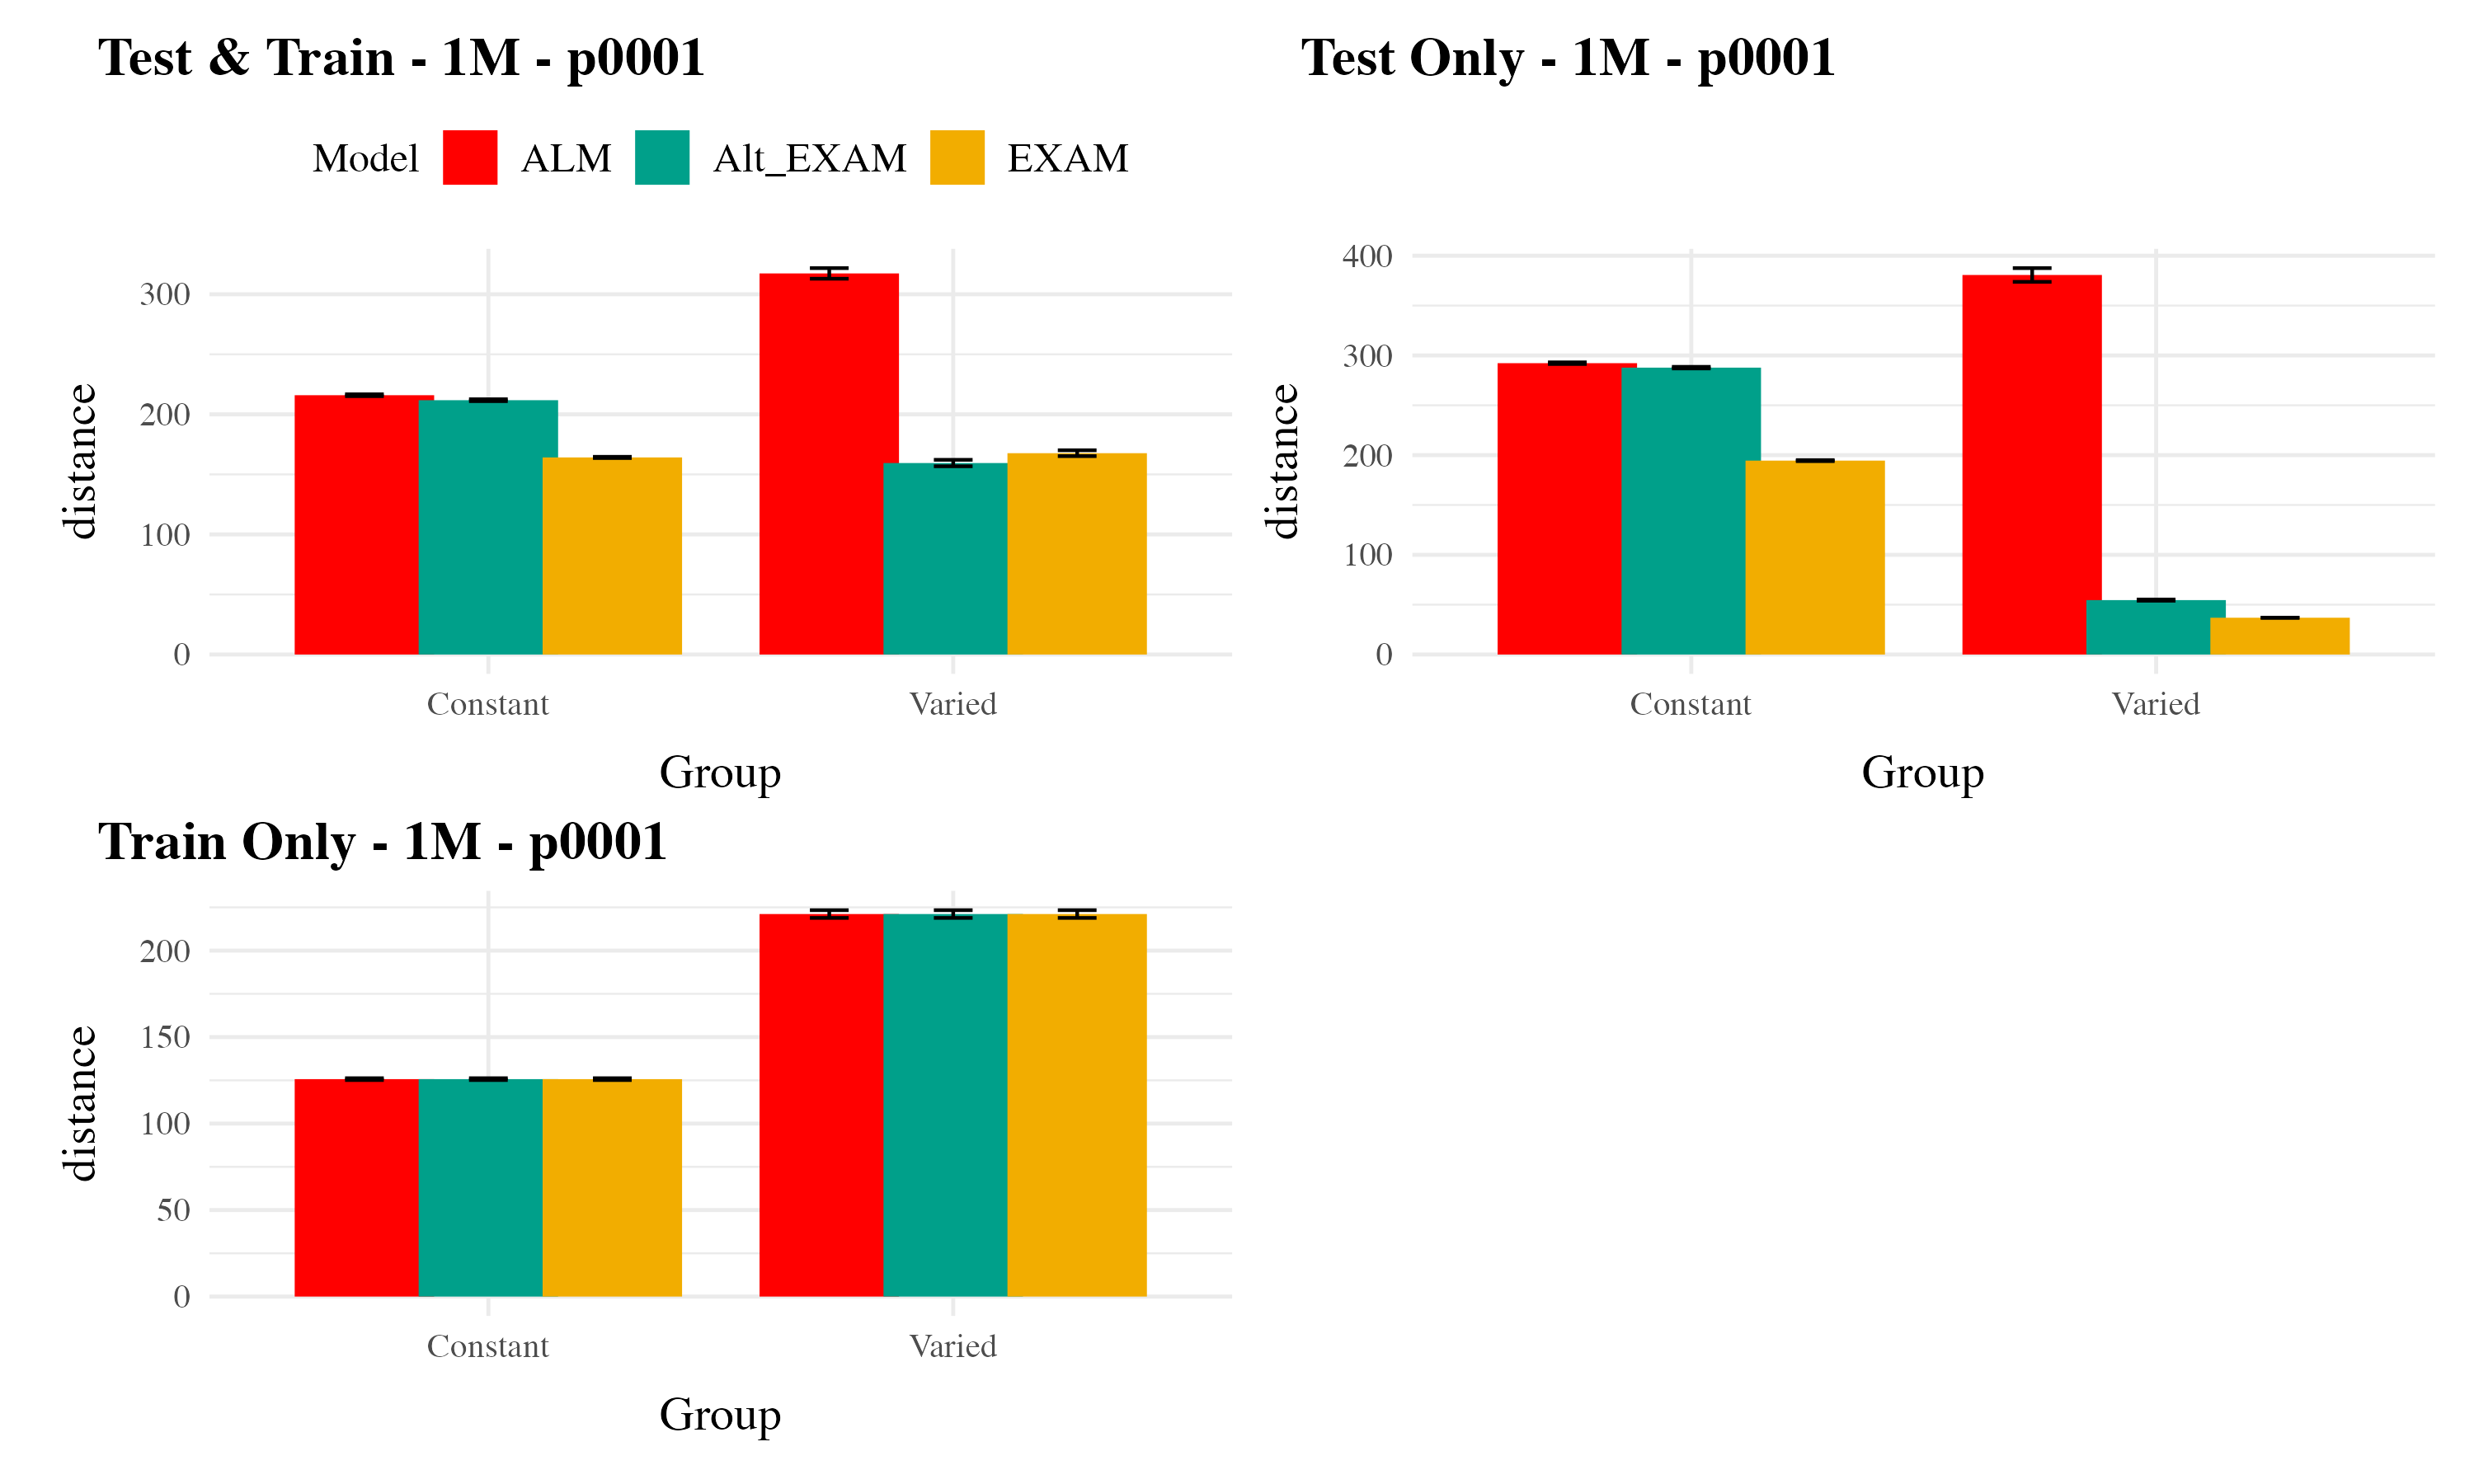 Test & Train - 1M - p0001
Model ALM Alt_EXAM EXAM
300
200
100
0
distance
Constant Varied
Group
Test Only - 1M - p0001
400
300
200
100
0
distance
Constant Varied
Group
Train Only - 1M - p0001
200
150
100
50
0
distance
Constant Varied
Group